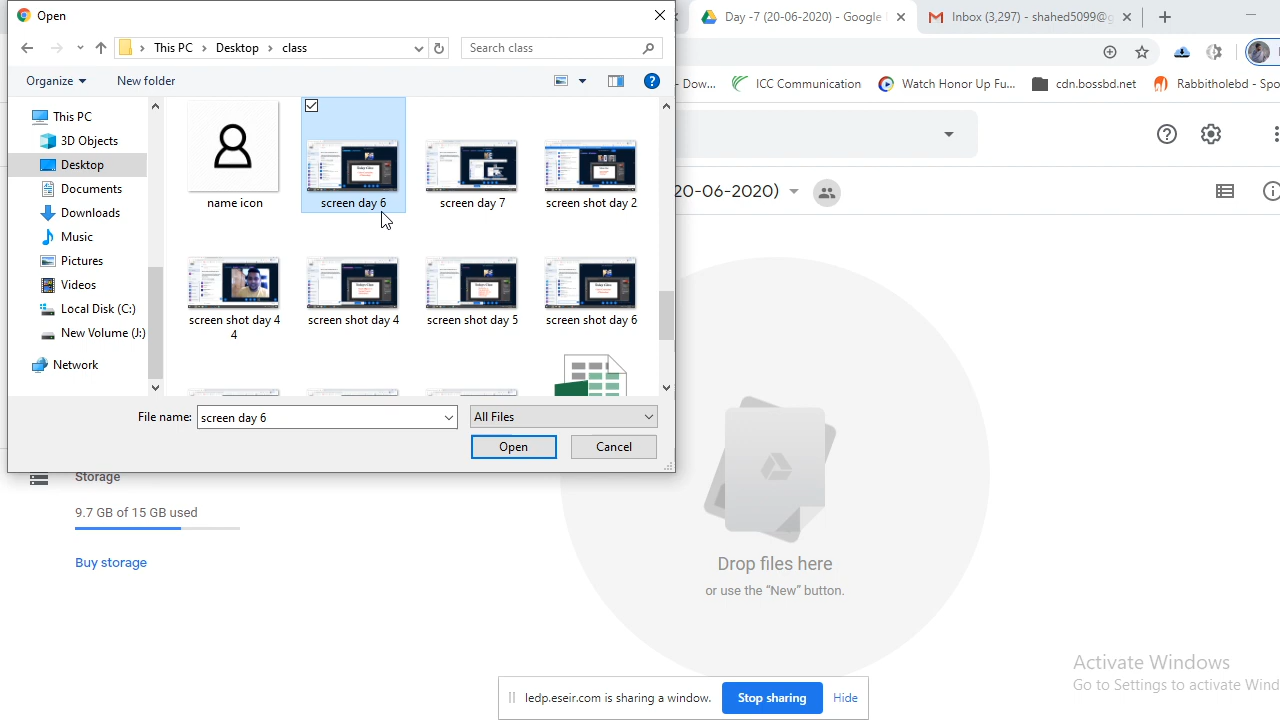 Open
Day -7 (20-06-2020) - Google
Inbox (3,297) - shahed5099@
This PC > Desktop > class
Search class
Organize
New folder
Dow...
ICC Communication
Watch Honor Up Fu...
cdn.bossbd.net
Rabbitholebd - Spo
This PC
3D Objects
Desktop
Documents
Downloads
Music
Pictures
Videos
Local Disk (C:)
New Volume (J:)
Network
name icon
screen day 6
screen day 7
screen shot day 2
screen shot day 4
4
screen shot day 4
screen shot day 5
screen shot day 6
20-06-2020)
File name:
screen day 6
All Files
Open
Cancel
Storage
9.7 GB of 15 GB used
Buy storage
Drop files here
or use the "New" button.
Activate Windows
Go to Settings to activate Wind
ledp.eseir.com is sharing a window.
Stop sharing
Hide